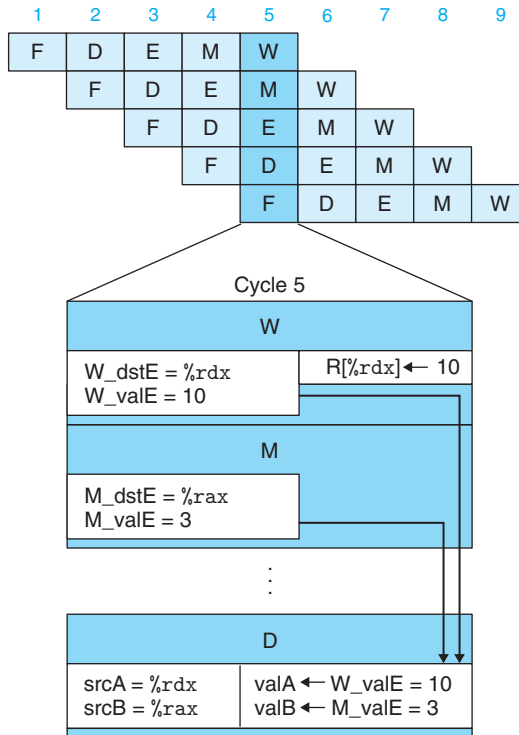 1 2 3 4 5 6 7 8 9
F D E M W
F D E M W
F D E M W
F D E M W
F D E M W
Cycle 5
W
W_dstE = %rdx
W_valE = 10
R[%rdx] ← 10
M
M_dstE = %rax
M_valE = 3
⋮
D
srcA = %rdx
srcB = %rax
valA ← W_valE = 10
valB ← M_valE = 3